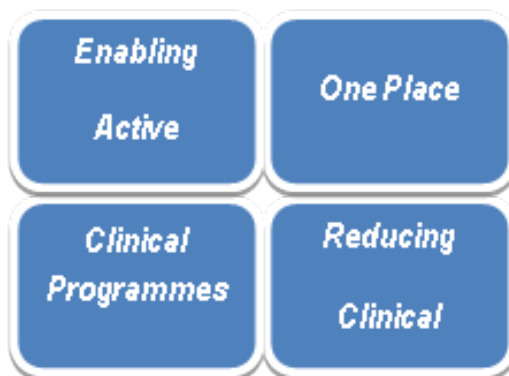 Enabling
Active
One Place
Clinical
Programmes
Reducing
Clinical